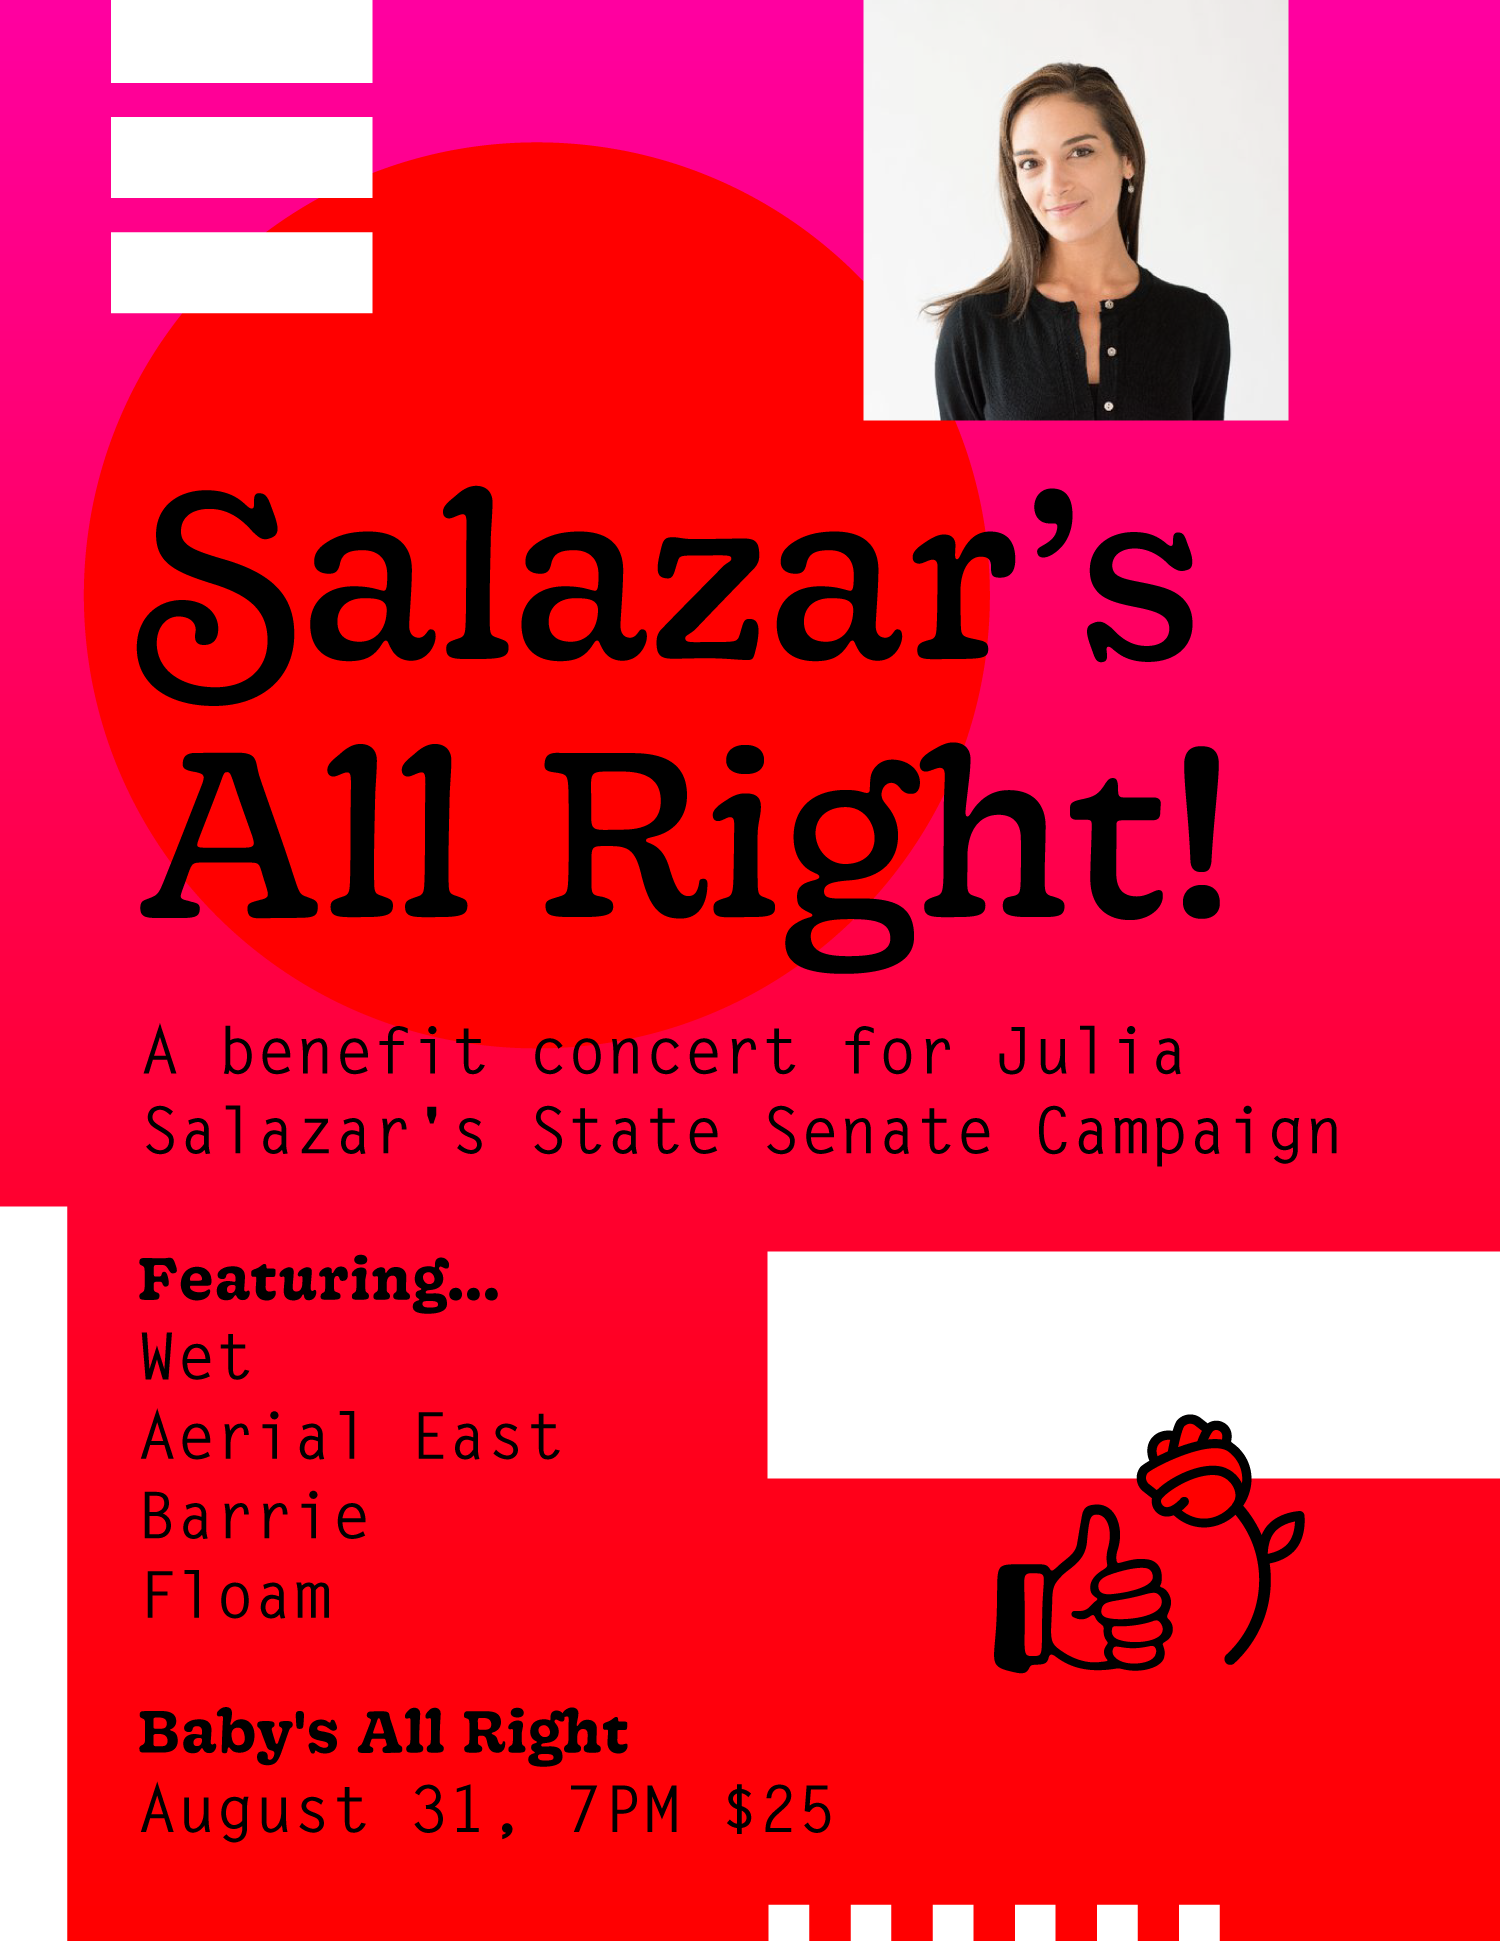 Salazar’s
All Right!
A benefit concert for Julia
Salazar's State Senate Campaign
Featuring...
Wet
Aerial East
Barrie
Floam
Baby's All Right
August 31, 7PM $25